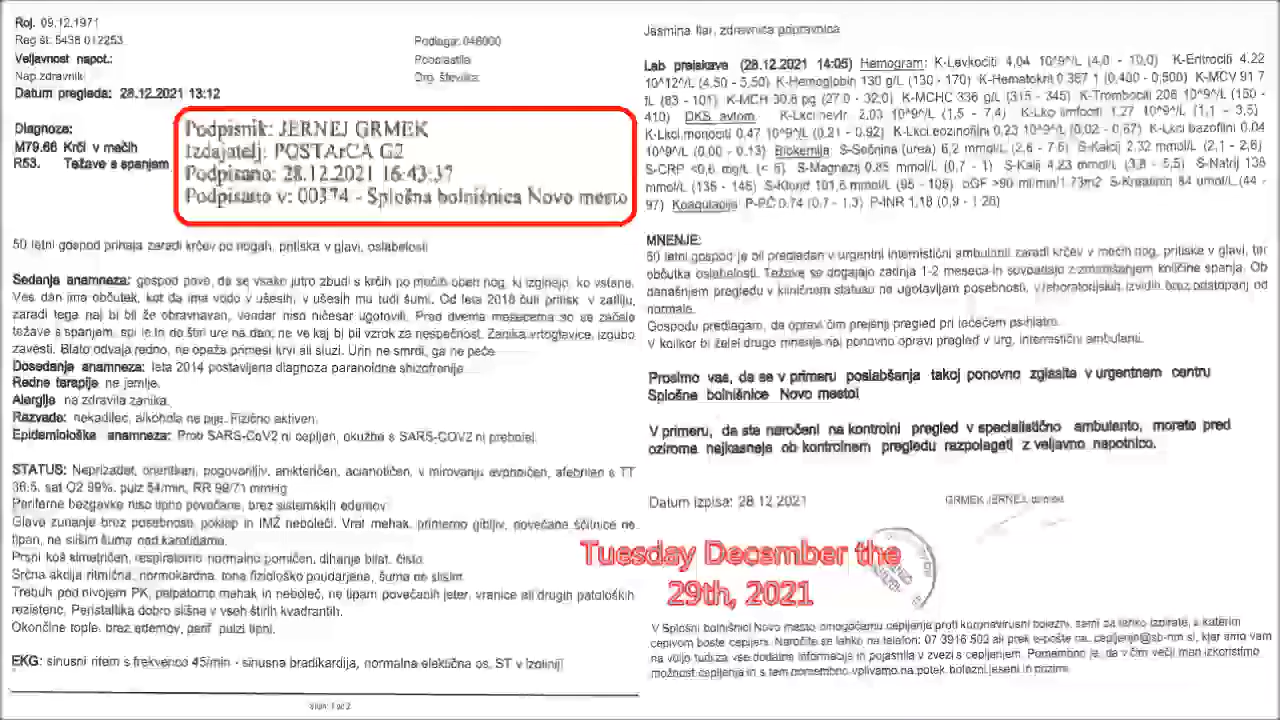 Roj. 09.12.1971
Reg št: 5438 012253
Veljavnost napot.:
Nap.zdravnik:
Datum pregleda: 28.12.2021 13:12
Podlaga: 046000
Podpisnik: JERNEJ GRMEK
Izdajatelj: POŠTArCA G2
Podpisano: 28.12.2021 16:43:37
Podpisano v: 00374 - Splošna bolnišnica Novo mesto
Diagnoza:
M79.66 Krči v mečih
R53. Težave s spanjem
50 letni gospod prihaja zaradi krčev po nogah, pritiska v glavi, oslabelosti
Sedanja anamneza: gospod pove, da se vsako jutro zbudi s krčih po mečih obeh nog, ki izginejo, ko vstane.
Ves dan ima občutek, kot da ima vodo v ušesih, v ušesih mu tudi šumi. Od leta 2018 čuti pritisk v zatilju,
zaradi tega naj bi bil že obravnavan, vendar niso ničesar ugotovili. Pred dvema mesecema so se začele
težave s spanjem, spi le tri do štiri ure na dan, ne ve kaj bi bil vzrok za nespečnost. Zanika vrtoglavice, izgubo
zavesti. Blato odvaja redno, ne opaža primesi krvi ali sluzi. Urin ne smrdi, ga ne peče.
Dosedanja anamneza: leta 2014 postavljena diagnoza paranoidne shizofrenije
Redne terapije ne jemlje.
Alergije na zdravila zanika.
Razvade: nekadilec, alkohola ne pije. Fizično aktiven.
Epidemiološka anamneza: Proti SARS-CoV2 ni cepljen, okužbe s SARS-COV2 ni prebolel.
STATUS: Neprizadet, orientiran, pogovorljiv, anikteričen, acianotičen, v mirovanju evpnoičen, afebrilen s TT
36.5, sat O2 99%, pulz 54/min, RR 99/71 mmHg
Periferne bezgavke niso tipno povečane, brez sistemskih edemov
Glava zunanje brez posebnosti, poklep in IMŽ neboleči. Vrat mehak, primerno gibljiv, povečane ščitnice ne
tipam, ne slišim šuma nad karotidama.
Prsni koš simetričen, respiratorno normalno pomičen, dihanje bilat. čisto.
Srčna akcija ritmična, normokardna, tona fiziološko poudarjena, šuma ne slišim.
Trebuh pod nivojem PK, palpatorno mehak in neboleč, ne tipam povečanih jeter, vranice ali drugih patoloških
rezistenc. Peristaltika dobro slišna v vseh štirih kvadrantih.
Okončine tople, brez edemov, perif. pulzi tipni.
EKG: sinusni ritem s frekvenco 45/min - sinusna bradikardija, normalna električna os, ST v izoliniji
Stran: 1 od 2
Jasmina zdravnica pripravnica
Lab preiskave (28.12.2021 14:05) Hemogram: K-Levkociti 4,04 10^9^/L (4,0 - 10,0) K-Eritrociti 4.22
10^12^/L (4,50 - 5,50) K-Hemoglobin 130 g/L (130 - 170) K-Hematokrit 0.387 1 (0,400 - 0,500) K-MCV 91.7
fL (83 - 101) K-MCH 30.8 pg (27.0 - 32,0) K-MCHC 336 g/L (315 - 345) K-Trombociti 206 10^9^/L (150 -
410) DKS avtom. K-Lkci nevtr 2,03 10^9^/L (1,5 - 7,4) K-Lkci limfociti 1.27 10^9^/L (1,1 - 3,5)
K-Lkci monociti 0,47 10^9^/L (0.21 - 0.92) K-Lkci eozinofilni 0.23 10^9^/L (0,02 - 0,67) K-Lkci bazofilni 0.04
10^9^/L (0,00 - 0.13) Biokemija: S-Sečnina (urea) 6,2 mmol/L (2,6 - 7,5) S-Kalcij 2.32 mmol/L (2,1 - 2,6)
S-CRP <0,6 mg/L (< 5) S-Magnezij 0.85 mmol/L (0,7 - 1) S-Kalij 4.23 mmol/L (3,8 - 5,5) S-Natrij 138
mmol/L (135 - 145) S-Klorid 101,6 mmol/L (95 - 105) oGF >90 ml/min/1.73m2 S-Kreatinin 84 umol/L (44 -
97) Koagulacija P-PČ 0.74 (0,7 - 1.3) P-INR 1,18 (0,9 - 1.26)
MNENJE:
50 letni gospod je bil pregledan v urgentni internistični ambulanti zaradi krčev v mečih nog, pritiska v glavi, ter
občutka oslabelosti. Težave se dogajajo zadnja 1-2 meseca in sovpadajo z zmanjšanjem količine spanja. Ob
današnjem pregledu v kliničnem statusu ne ugotavljam posebnosti, v laboratorijskih izvidih brez odstopanj od
normale.
Gospodu predlagam, da opravi čim prejšnji pregled pri lečečem psihiatru.
V kolikor bi želel drugo mnenje naj ponovno opravi pregled v urg. internistični ambulanti.
Prosimo vas, da se v primeru poslabšanja takoj ponovno zglasite v urgentnem centru
Splošne bolnišnice Novo mesto!
V primeru, da ste naročeni na kontrolni pregled v specialistično ambulanto, morate pred
oziroma najkasneje ob kontrolnem pregledu razpolagati z veljavno napotnico.
Datum izpisa: 28.12.2021
GRMEK JERNEJ,
Tuesday December the
29th, 2021
V Splošni bolnišnici Novo mesto omogočamo cepljenje proti koronavirusni bolezni, sami pa lahko izbirate, s katerim
cepivom boste cepljeni. Naročite se lahko na telefon: 07 3916 502 ali prek e-pošte na: cepljenje@sb-nm.si, kjer smo vam
na voljo tudi za vse dodatne informacije in pojasnila v zvezi s cepljenjem. Pomembno je, da v čim večji meri izkoristimo
možnost cepljenja in s tem pomembno vplivamo na potek bolezni jeseni in pozimi.